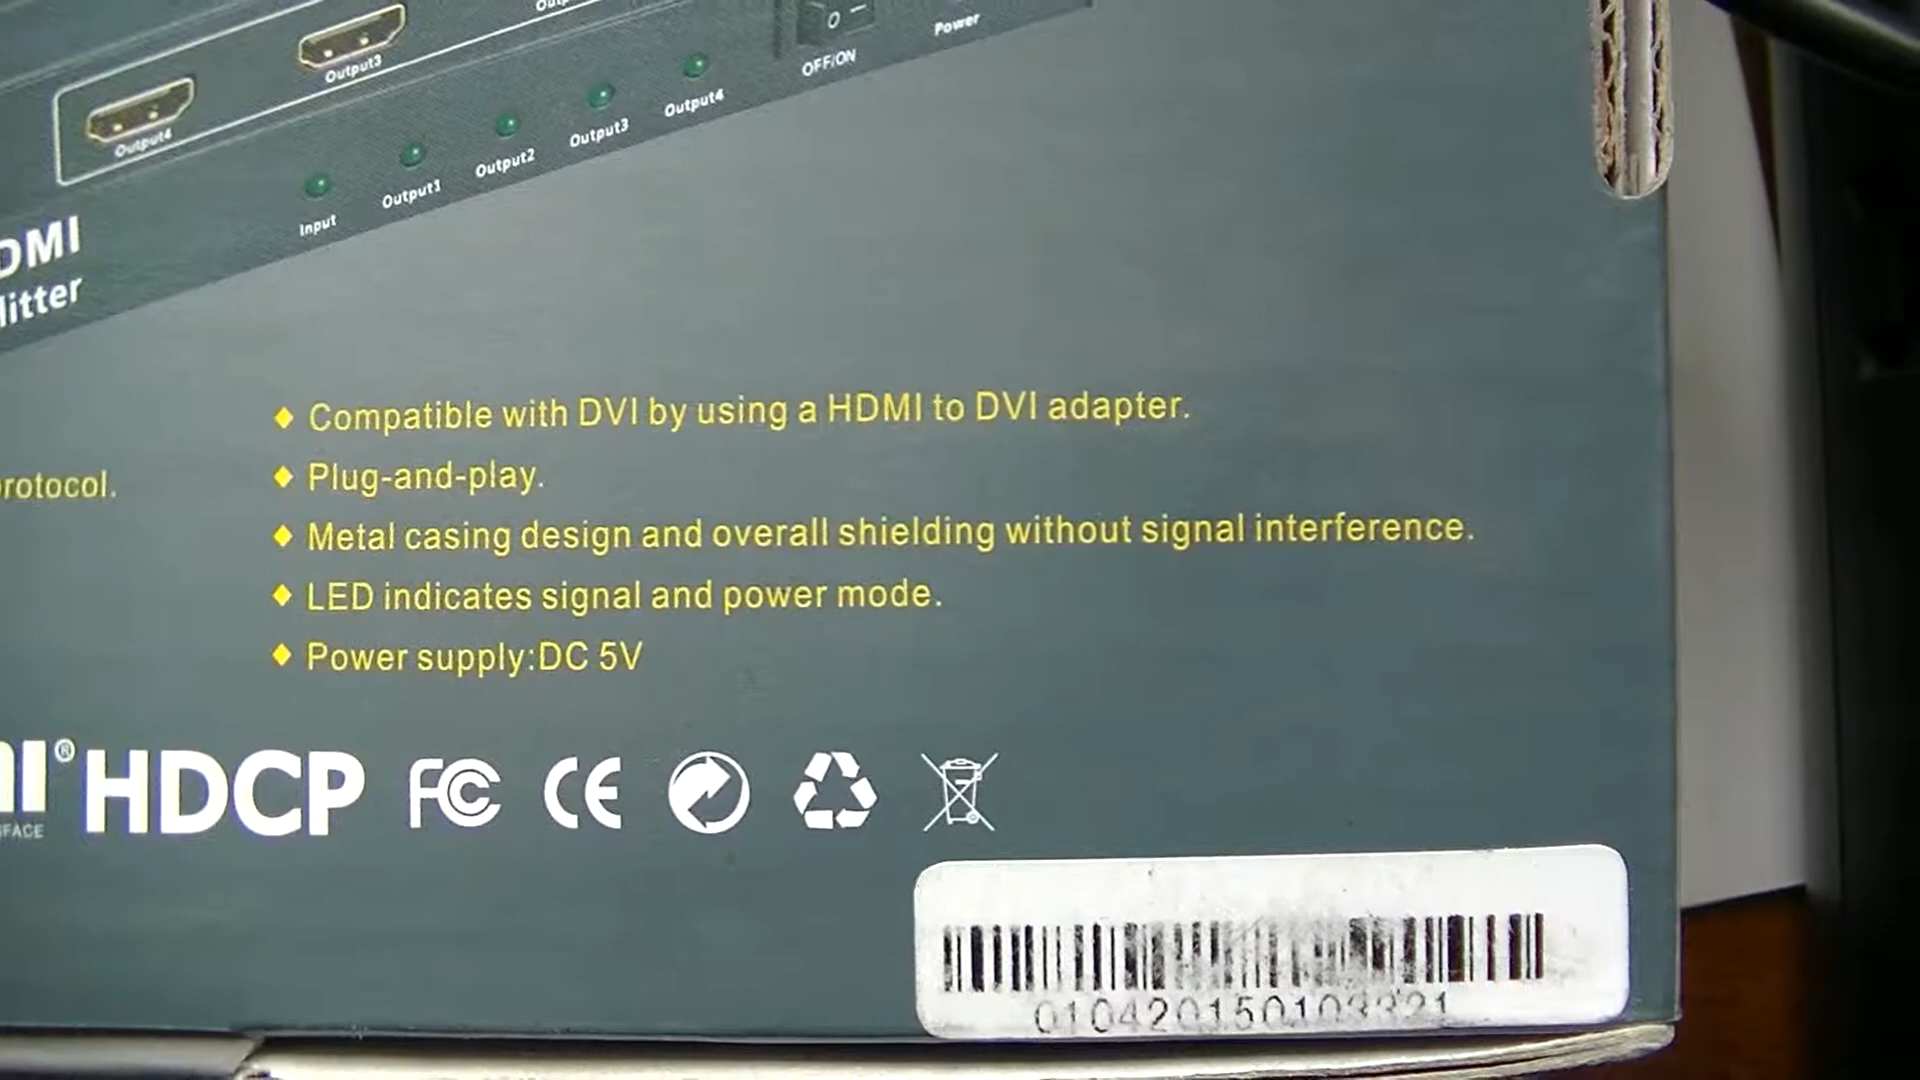 Output3
Output4
OFF/ON
Power
Input
Output1
Output2
Output3
Output4
DMI
litter
rotocol.
◆ Compatible with DVI by using a HDMI to DVI adapter.
◆ Plug-and-play.
◆ Metal casing design and overall shielding without signal interference.
◆ LED indicates signal and power mode.
◆ Power supply:DC 5V
MI® HDCP FC CE
FACE